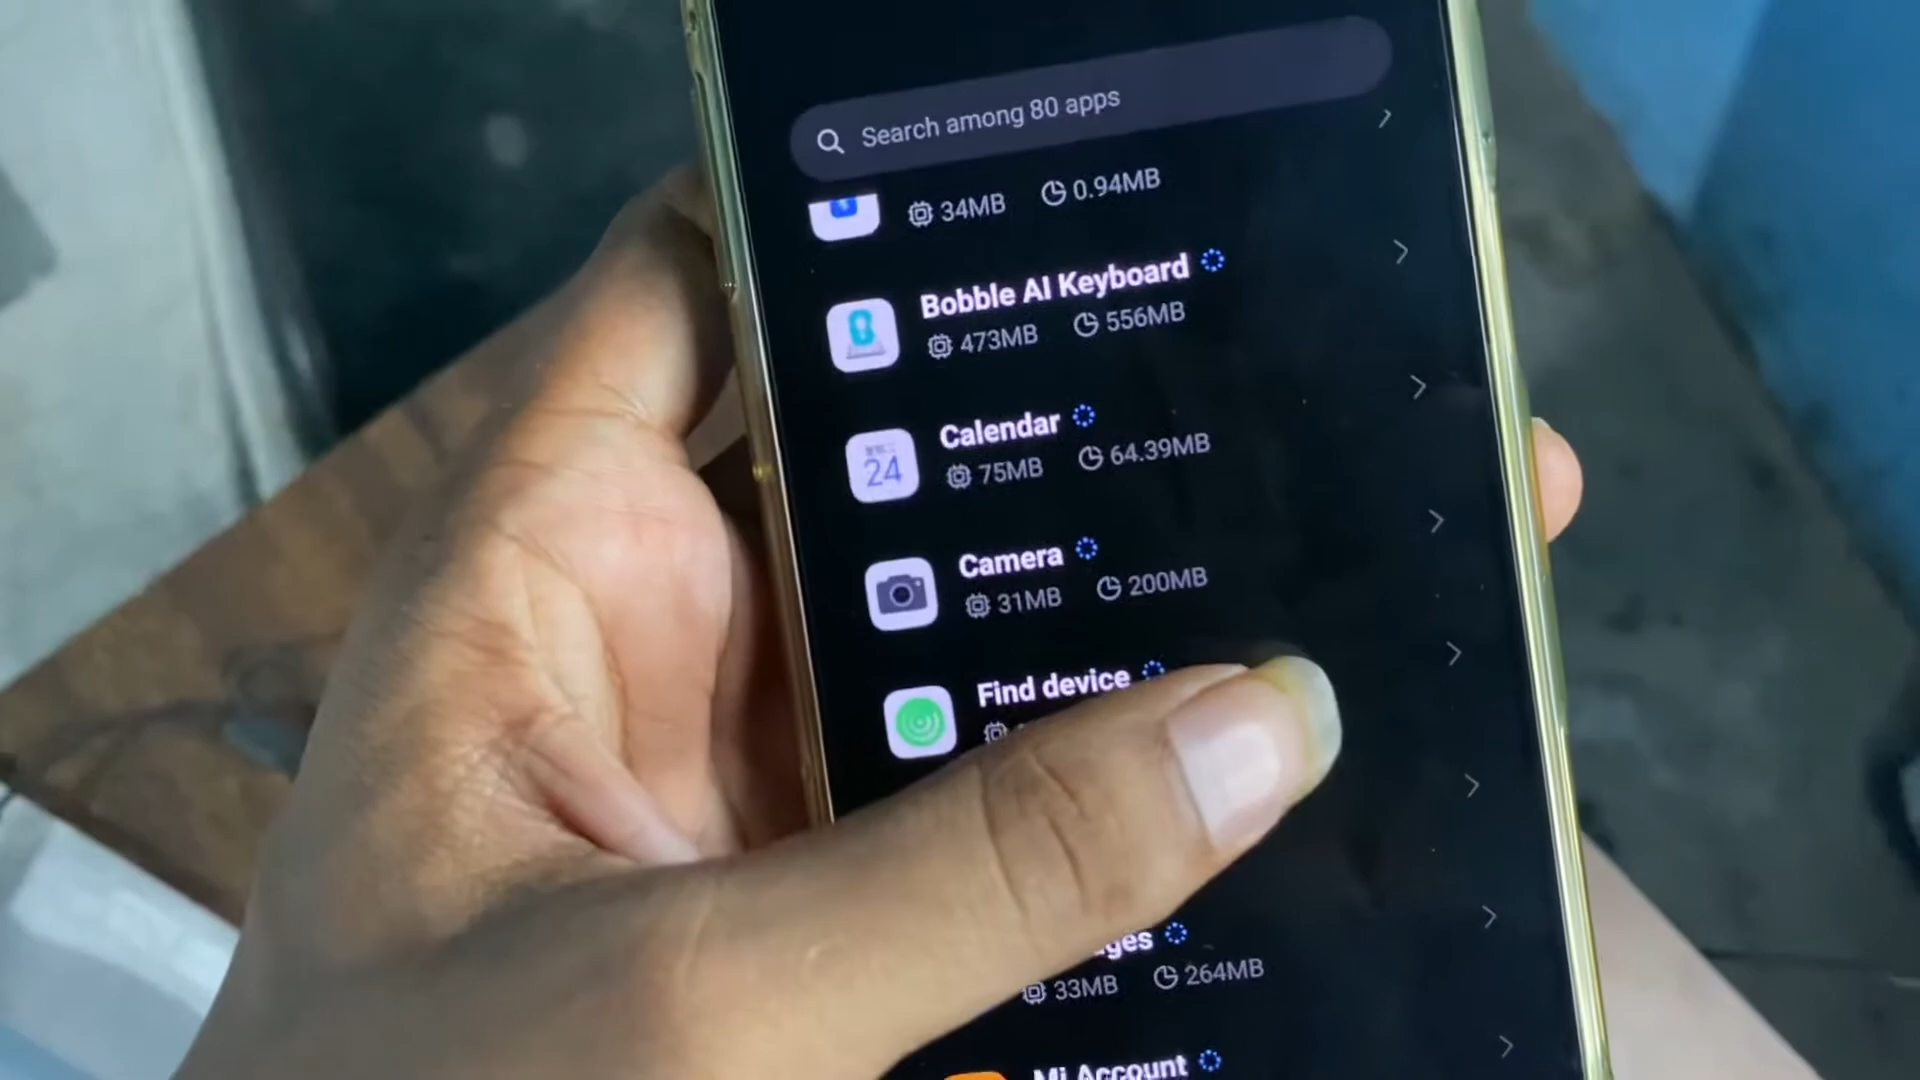 Search among 80 apps
34MB 0.94MB
Bobble AI Keyboard
473MB 556MB
Calendar
24
75MB 64.39MB
Camera
31MB 200MB
Find device
33MB 264MB
Mi Account